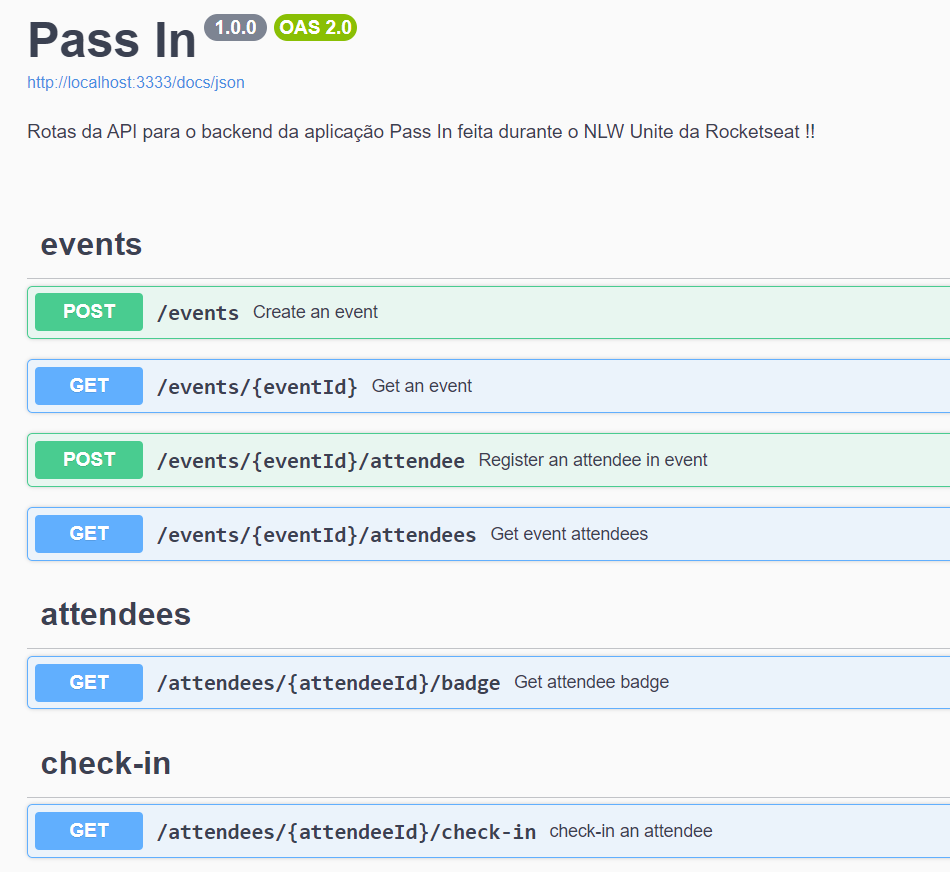 Pass In 1.0.0 OAS 2.0
http://localhost:3333/docs/json
Rotas da API para o backend da aplicação Pass In feita durante o NLW Unite da Rocketseat !!
events
POST /events Create an event
GET /events/{eventId} Get an event
POST /events/{eventId}/attendee Register an attendee in event
GET /events/{eventId}/attendees Get event attendees
attendees
GET /attendees/{attendeeId}/badge Get attendee badge
check-in
GET /attendees/{attendeeId}/check-in check-in an attendee